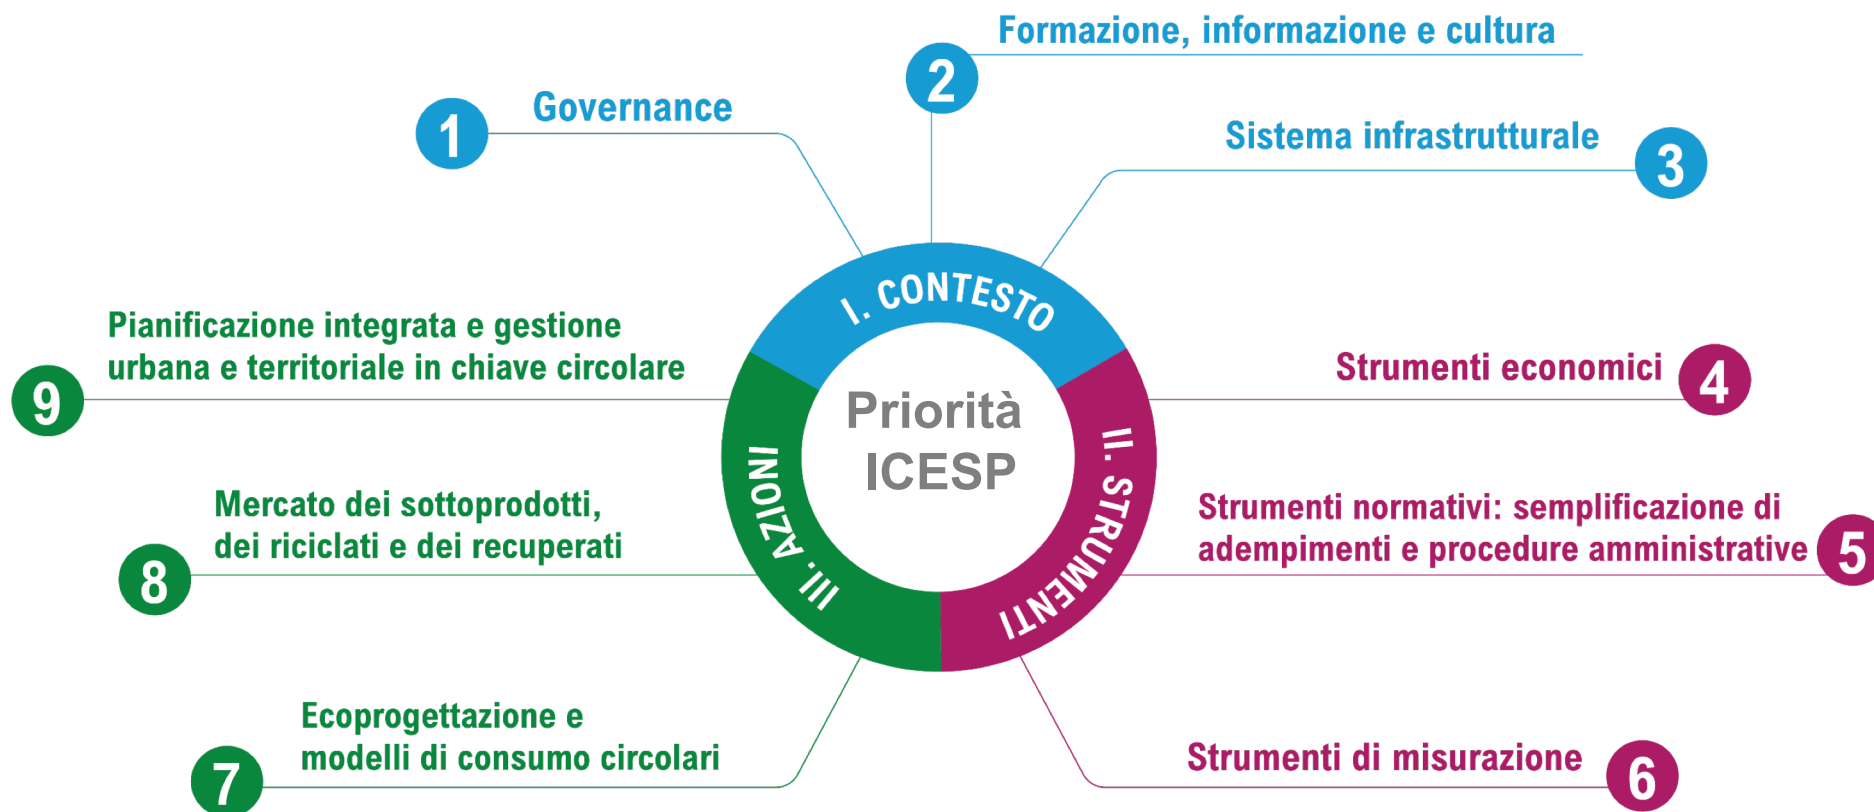 1
Governance
2
Formazione, informazione e cultura
Sistema infrastrutturale
3
I. CONTESTO
Priorità
ICESP
II. STRUMENTI
III. AZIONI
Strumenti economici
4
Strumenti normativi: semplificazione di
adempimenti e procedure amministrative
5
Strumenti di misurazione
6
Ecoprogettazione e
modelli di consumo circolari
7
Mercato dei sottoprodotti,
dei riciclati e dei recuperati
8
Pianificazione integrata e gestione
urbana e territoriale in chiave circolare
9